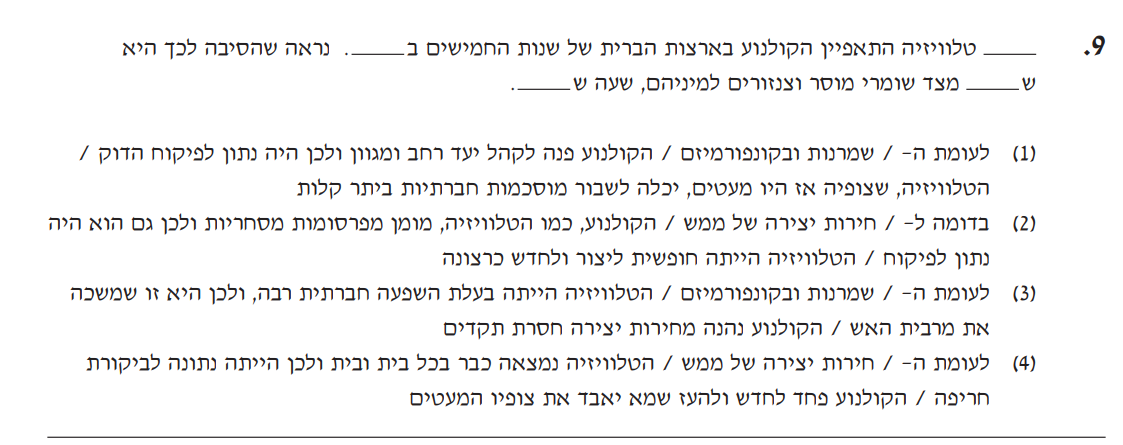 9. _____ טלוויזיה התאפיין הקולנוע בארצות הברית של שנות החמישים ב_____. נראה שהסיבה לכך היא
ש_____ מצד שומרי מוסר וצנזורים למיניהם, שעה ש_____.
(1) לעומת ה- / שמרנות ובקונפורמיזם / הקולנוע פנה לקהל יעד רחב ומגוון ולכן היה נתון לפיקוח הדוק /
הטלוויזיה, שצופיה אז היו מעטים, יכלה לשבור מוסכמות חברתיות ביתר קלות
(2) בדומה ל- / חירות יצירה של ממש / הקולנוע, כמו הטלוויזיה, מומן מפרסומות מסחריות ולכן גם הוא היה
נתון לפיקוח / הטלוויזיה הייתה חופשית ליצור ולחדש כרצונה
(3) לעומת ה- / שמרנות ובקונפורמיזם / הטלוויזיה הייתה בעלת השפעה חברתית רבה, ולכן היא זו שמשכה
את מרבית האש / הקולנוע נהנה מחירות יצירה חסרת תקדים
(4) לעומת ה- / חירות יצירה של ממש / הטלוויזיה נמצאה כבר בכל בית ובית ולכן הייתה נתונה לביקורת
חריפה / הקולנוע פחד לחדש ולהעז שמא יאבד את צופיו המעטים